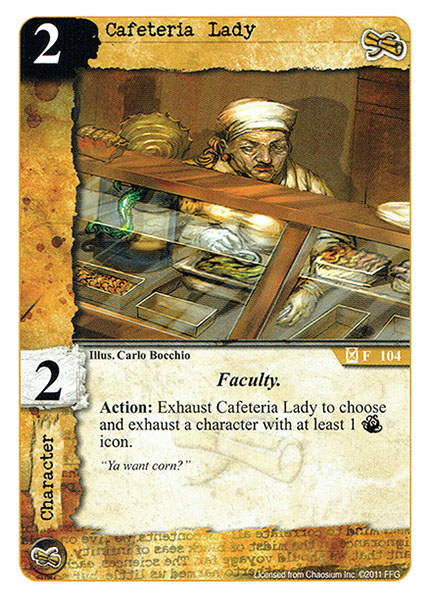 2
Cafeteria Lady
Illus. Carlo Bocchio
F 104
2
Character
Faculty.
Action: Exhaust Cafeteria Lady to choose
and exhaust a character with at least 1
icon.
"Ya want corn?"
Licensed from Chaosium Inc. ©2011 FFG